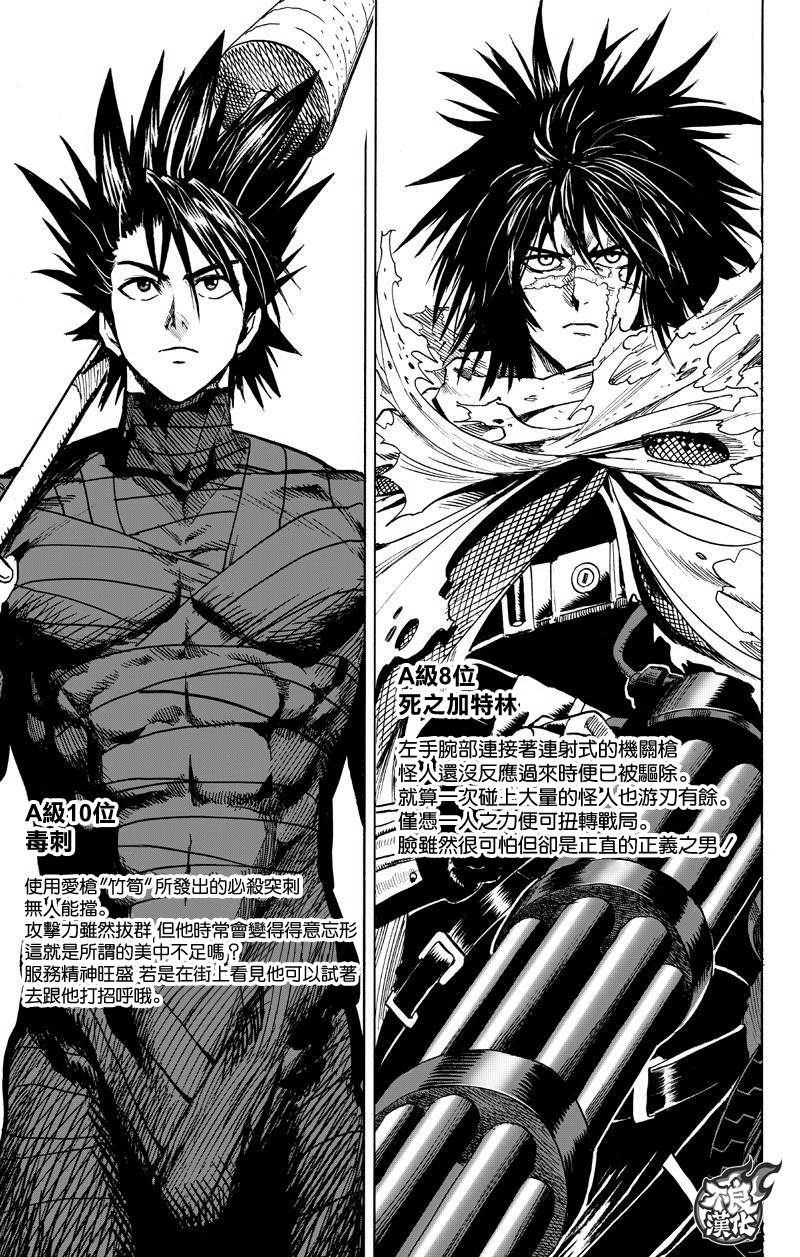 A級8位
死之加特林
左手腕部連接著連射式的機關槍
怪人還沒反應過來時便已被驅除。
就算一次碰上大量的怪人也游刃有餘。
僅憑一人之力便可扭轉戰局。
臉雖然很可怕但卻是正直的正義之男！
A級10位
毒刺
使用愛槍"竹筍"所發出的必殺突刺
無人能擋。
攻擊力雖然拔群 但他時常會變得得意忘形
這就是所謂的美中不足嗎？
服務精神旺盛 若是在街上看見他可以試著
去跟他打招呼哦。
狼
漢化